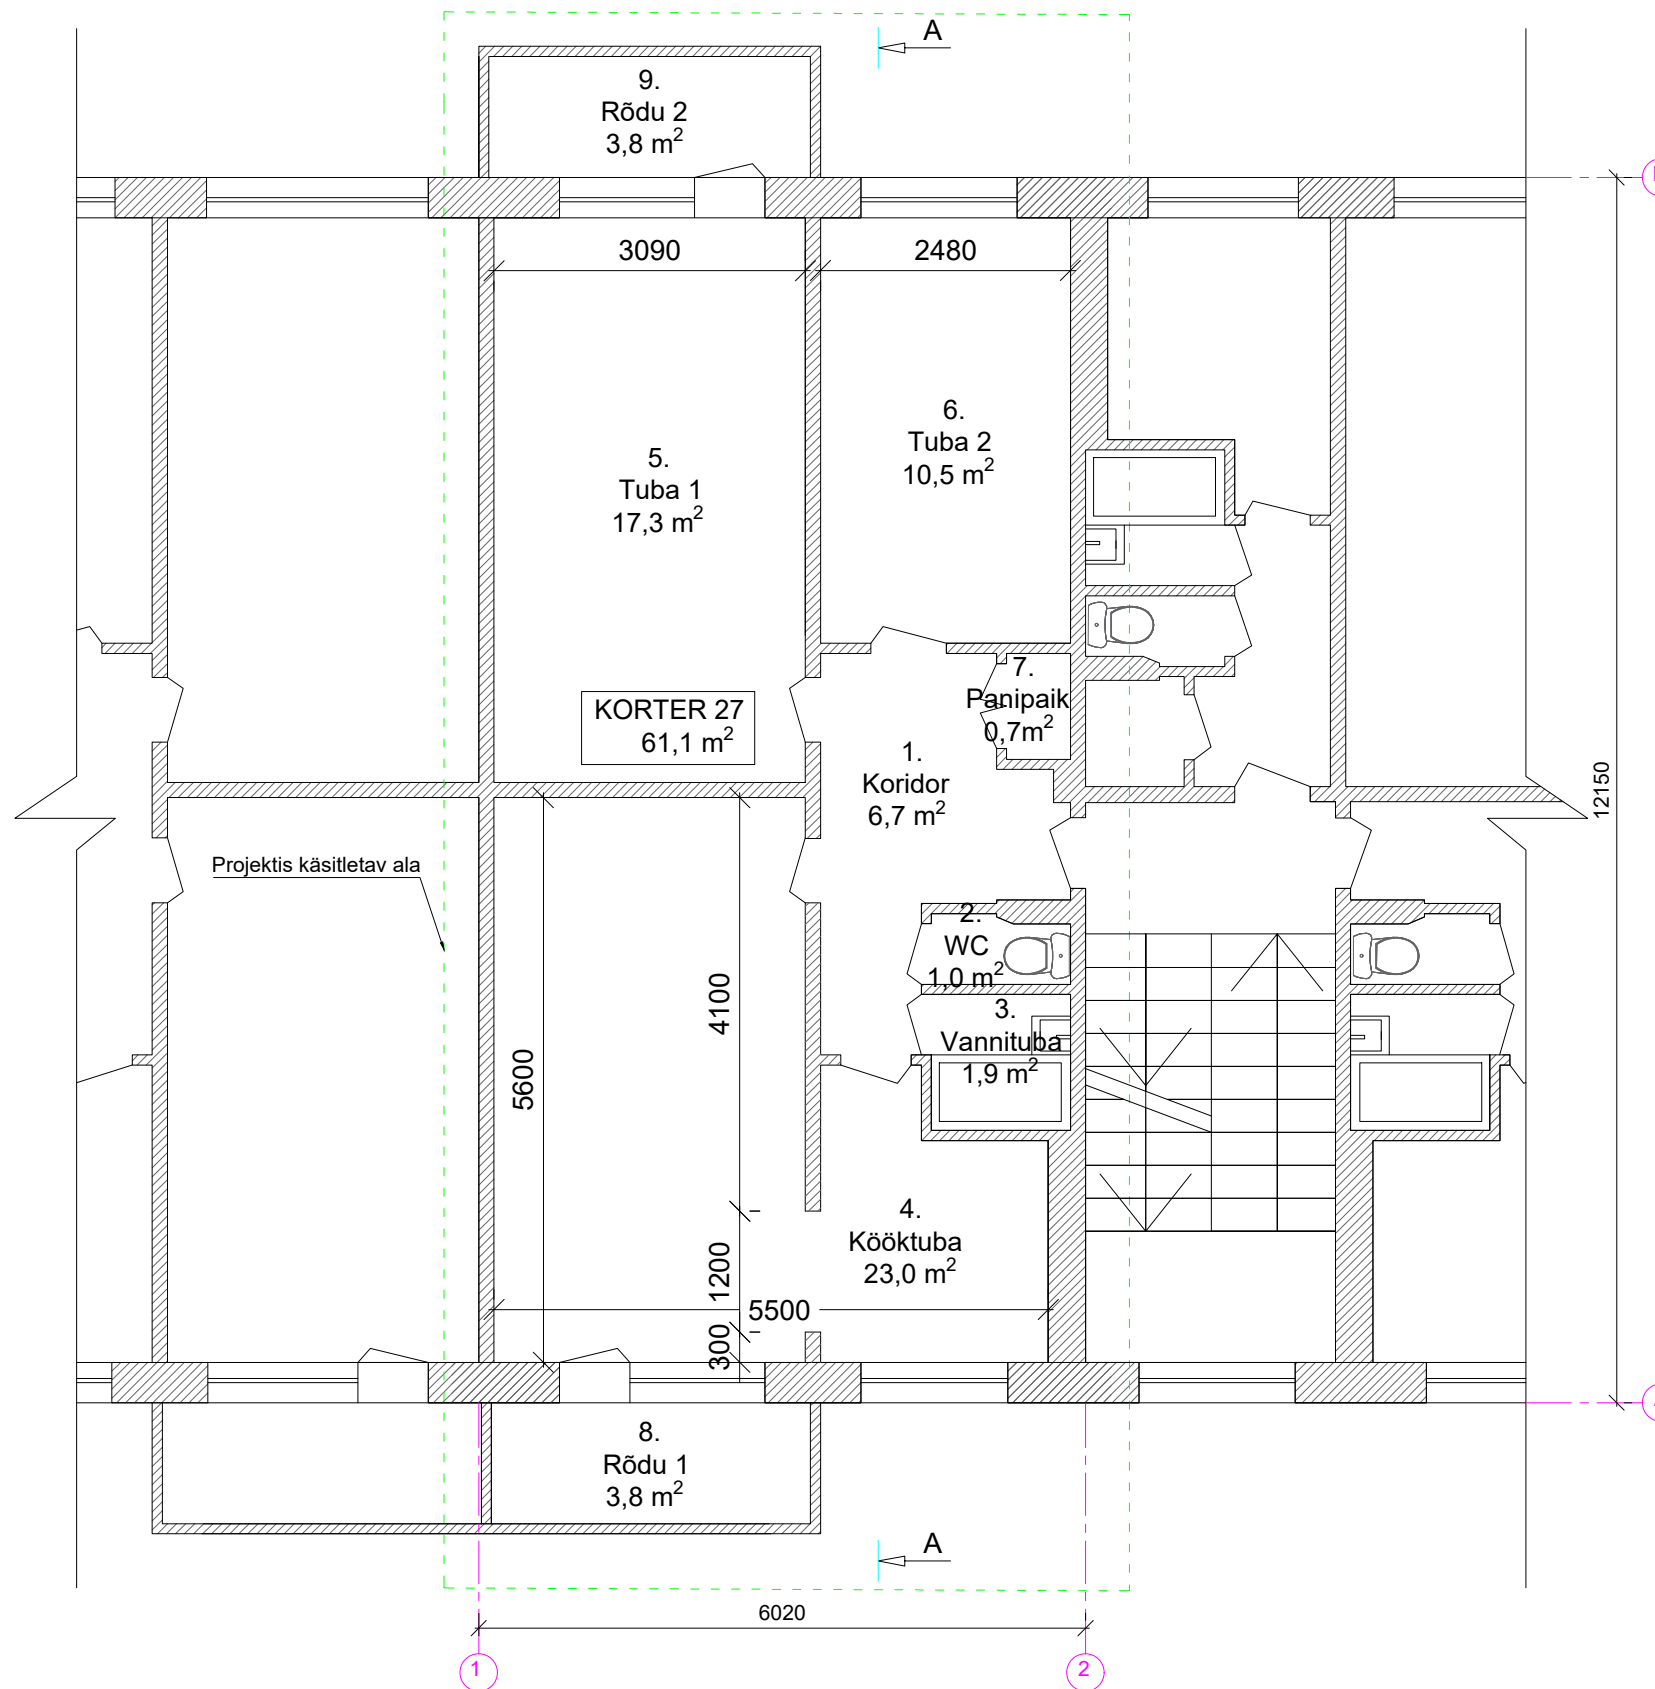 A
9.
Rõdu 2
3,8 m²
3090
2480
6.
Tuba 2
10,5 m²
5.
Tuba 1
17,3 m²
7.
Panipaik
0,7m²
KORTER 27
61,1 m²
1.
Koridor
6,7 m²
12150
Projektis käsitletav ala
2.
WC
1,0 m²
3.
Vannituba
1,9 m²
4100
5600
4.
Kööktuba
23,0 m²
1200
5500
300
8.
Rõdu 1
3,8 m²
A
6020
1
2